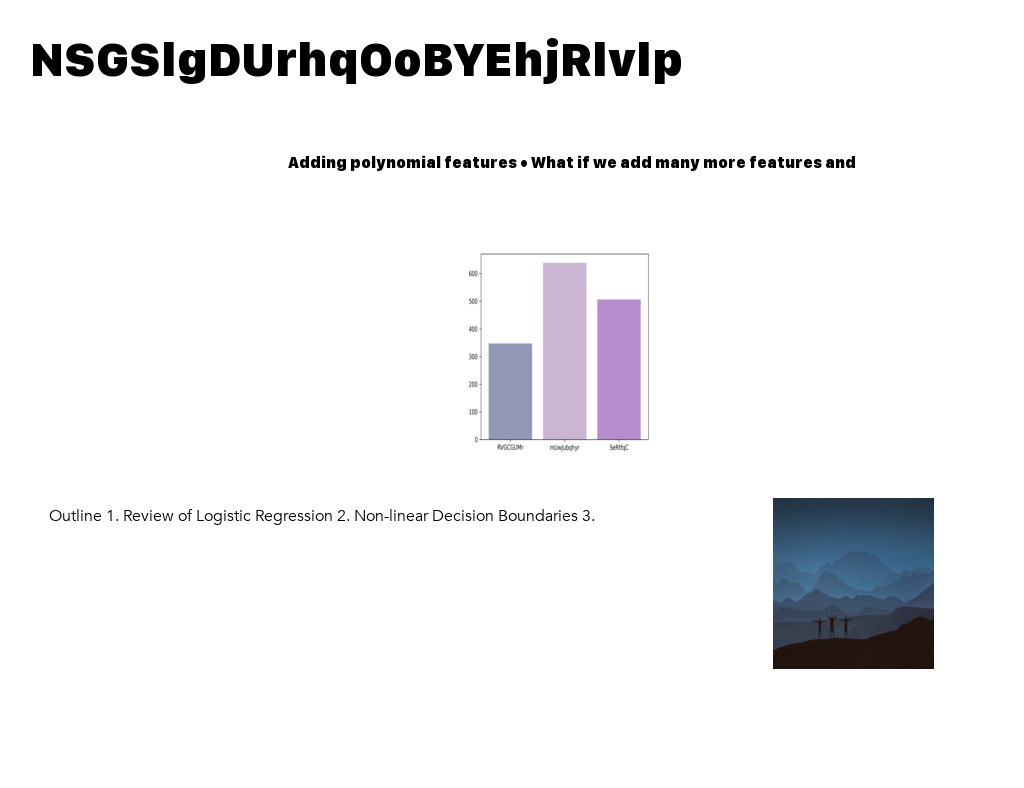 NSGSlgDUrhqOoBYEhjRlvlp
Adding polynomial features • What if we add many more features and
600
500
400
300
200
100
0
RVGCGUMr mUwJubqhyr SeRtfqC
Outline 1. Review of Logistic Regression 2. Non-linear Decision Boundaries 3.